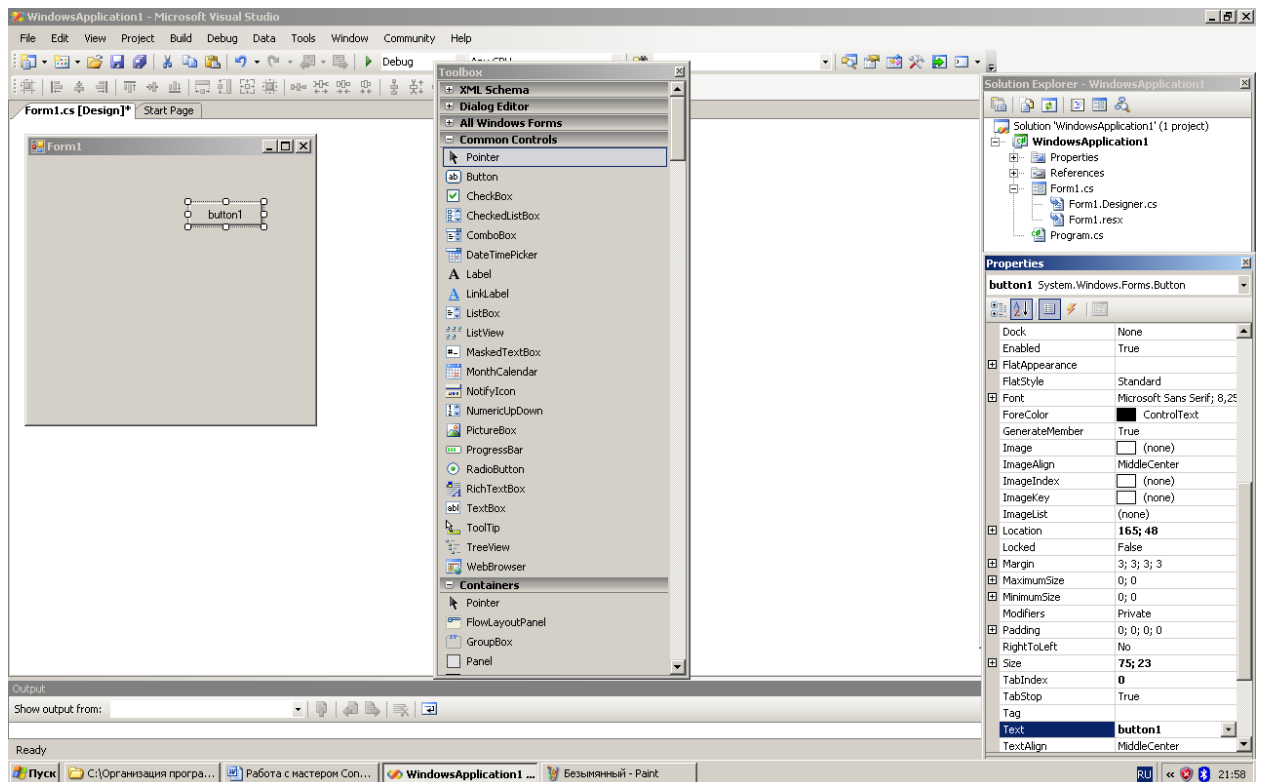 WindowsApplication1 - Microsoft Visual Studio
File Edit View Project Build Debug Data Tools Window Community Help
Debug
Form1.cs [Design]* Start Page
Form1
button1
Toolbox
XML Schema
Dialog Editor
All Windows Forms
Common Controls
Pointer
Button
CheckBox
CheckedListBox
ComboBox
DateTimePicker
Label
LinkLabel
ListBox
ListView
MaskedTextBox
MonthCalendar
NotifyIcon
NumericUpDown
PictureBox
ProgressBar
RadioButton
RichTextBox
TextBox
ToolTip
TreeView
WebBrowser
Containers
Pointer
FlowLayoutPanel
GroupBox
Panel
Solution Explorer - WindowsApplication1
Solution 'WindowsApplication1' (1 project)
WindowsApplication1
Properties
References
Form1.cs
Form1.Designer.cs
Form1.resx
Program.cs
Properties
button1 System.Windows.Forms.Button
Dock None
Enabled True
FlatAppearance
FlatStyle Standard
Font Microsoft Sans Serif; 8,25
ForeColor ControlText
GenerateMember True
Image (none)
ImageAlign MiddleCenter
ImageIndex (none)
ImageKey (none)
ImageList (none)
Location 165; 48
Locked False
Margin 3; 3; 3; 3
MaximumSize 0; 0
MinimumSize 0; 0
Modifiers Private
Padding 0; 0; 0; 0
RightToLeft No
Size 75; 23
TabIndex 0
TabStop True
Tag
Text button1
TextAlign MiddleCenter
Output
Show output from:
Ready
Пуск C:\Организация програ... Работа с мастером Con... WindowsApplication1 ... Безымянный - Paint RU « 21:58